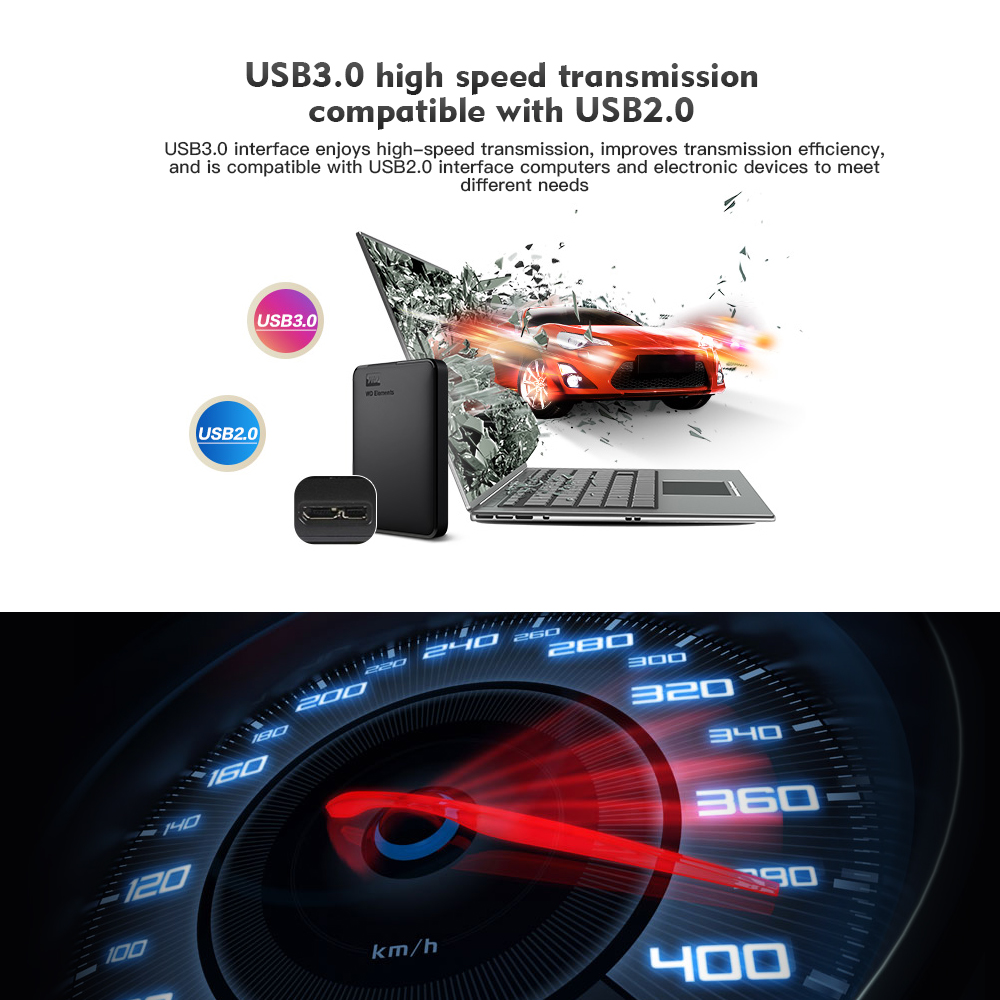 USB3.0 high speed transmission
compatible with USB2.0
USB3.0 interface enjoys high-speed transmission, improves transmission efficiency,
and is compatible with USB2.0 interface computers and electronic devices to meet
different needs
USB3.0
USB2.0
WD Elements
240
260
280
220
300
200
320
180
340
160
360
140
120
390
100
km/h
400